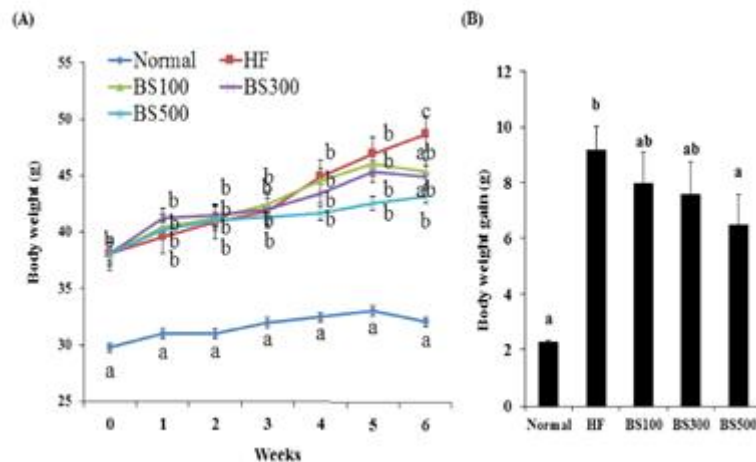 (A)
Normal HF
BS100 BS300
BS500
Body weight (g)
55
50
45
40
35
30
25
b
b b b b b c
b b b b b ab
b b b b b ab
b b b b b b
a a a a a a a
0 1 2 3 4 5 6
Weeks
(B)
Body weight gain (g)
12
10
8
6
4
2
0
a b ab ab a
Normal HF BS100 BS300 BS500